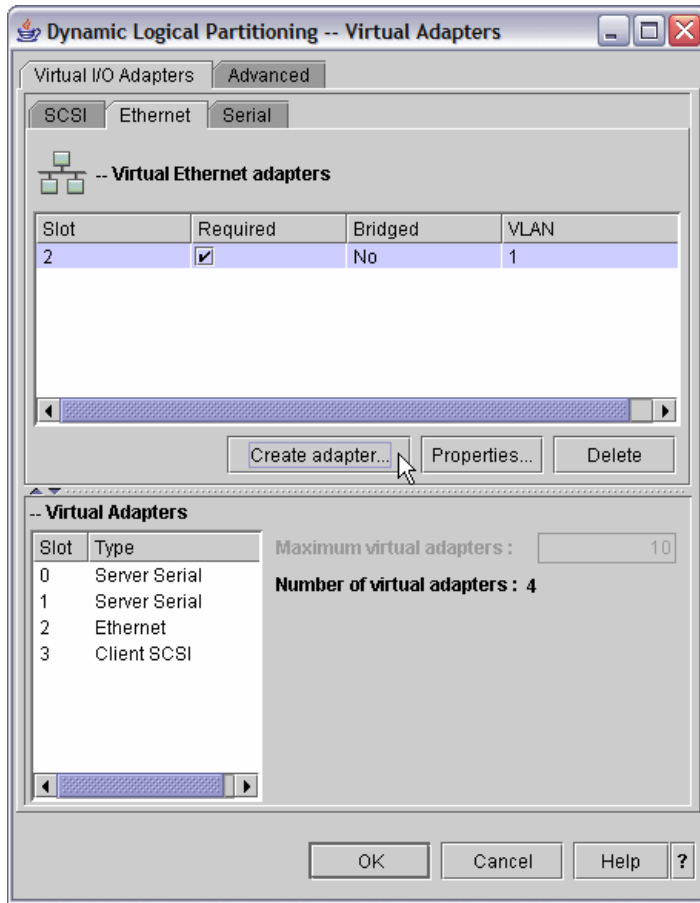 Dynamic Logical Partitioning -- Virtual Adapters
Virtual I/O Adapters Advanced
SCSI Ethernet Serial
-- Virtual Ethernet adapters
Slot Required Bridged VLAN
2 No 1
Create adapter... Properties... Delete
-- Virtual Adapters
Slot Type
0 Server Serial
1 Server Serial
2 Ethernet
3 Client SCSI
Maximum virtual adapters : 10
Number of virtual adapters : 4
OK Cancel Help ?